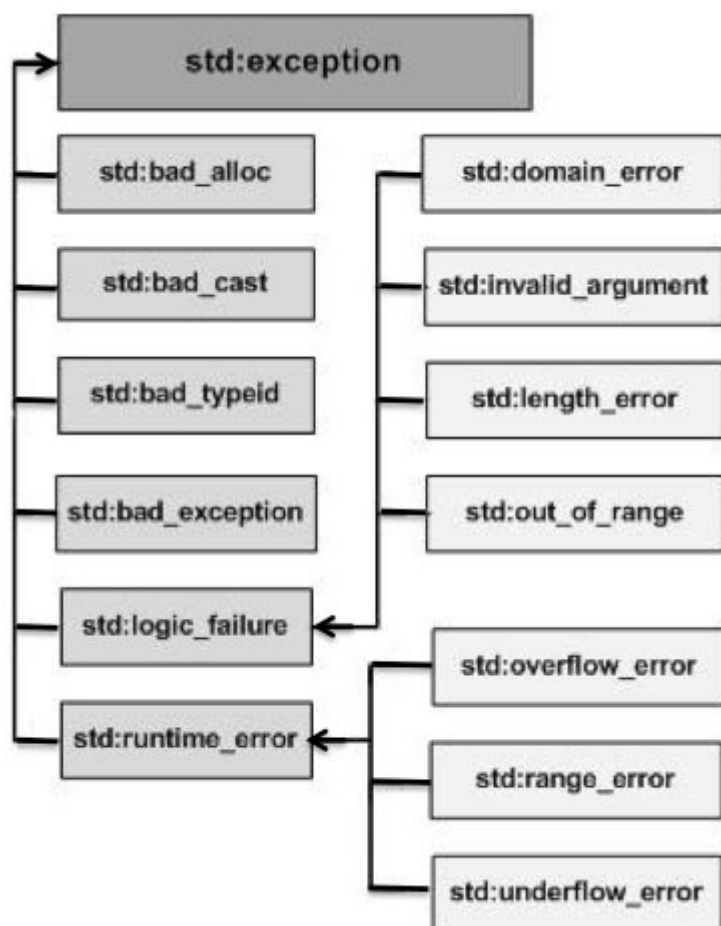 std:exception
std:bad_alloc
std:bad_cast
std:bad_typeid
std:bad_exception
std:logic_failure
std:runtime_error
std:domain_error
std:invalid_argument
std:length_error
std:out_of_range
std:overflow_error
std:range_error
std:underflow_error